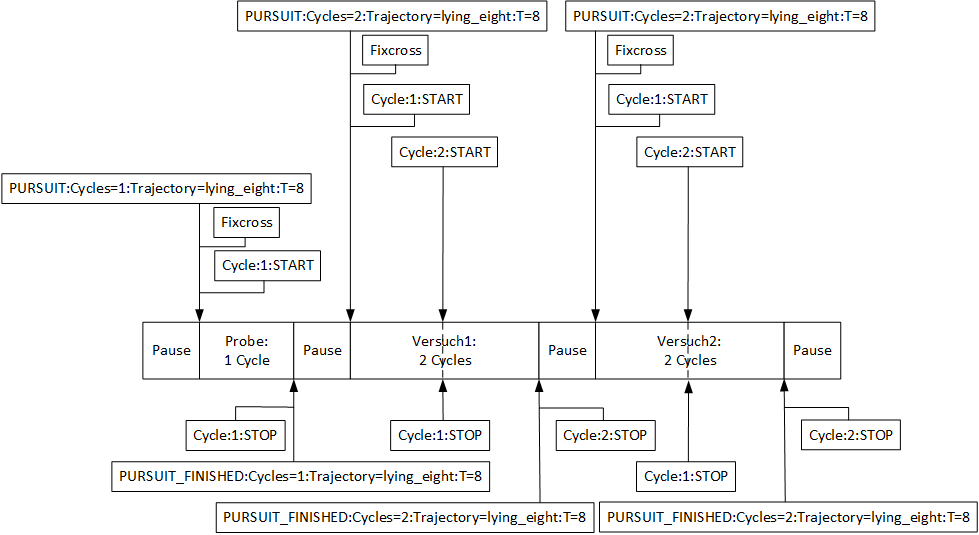 PURSUIT:Cycles=2:Trajectory=lying_eight:T=8
PURSUIT:Cycles=2:Trajectory=lying_eight:T=8
Fixcross
Fixcross
Cycle:1:START
Cycle:1:START
Cycle:2:START
Cycle:2:START
PURSUIT:Cycles=1:Trajectory=lying_eight:T=8
Fixcross
Cycle:1:START
Pause
Probe:
1 Cycle
Pause
Versuch1:
2 Cycles
Pause
Versuch2:
2 Cycles
Pause
Cycle:1:STOP
Cycle:1:STOP
Cycle:2:STOP
Cycle:2:STOP
PURSUIT_FINISHED:Cycles=1:Trajectory=lying_eight:T=8
Cycle:1:STOP
PURSUIT_FINISHED:Cycles=2:Trajectory=lying_eight:T=8
PURSUIT_FINISHED:Cycles=2:Trajectory=lying_eight:T=8